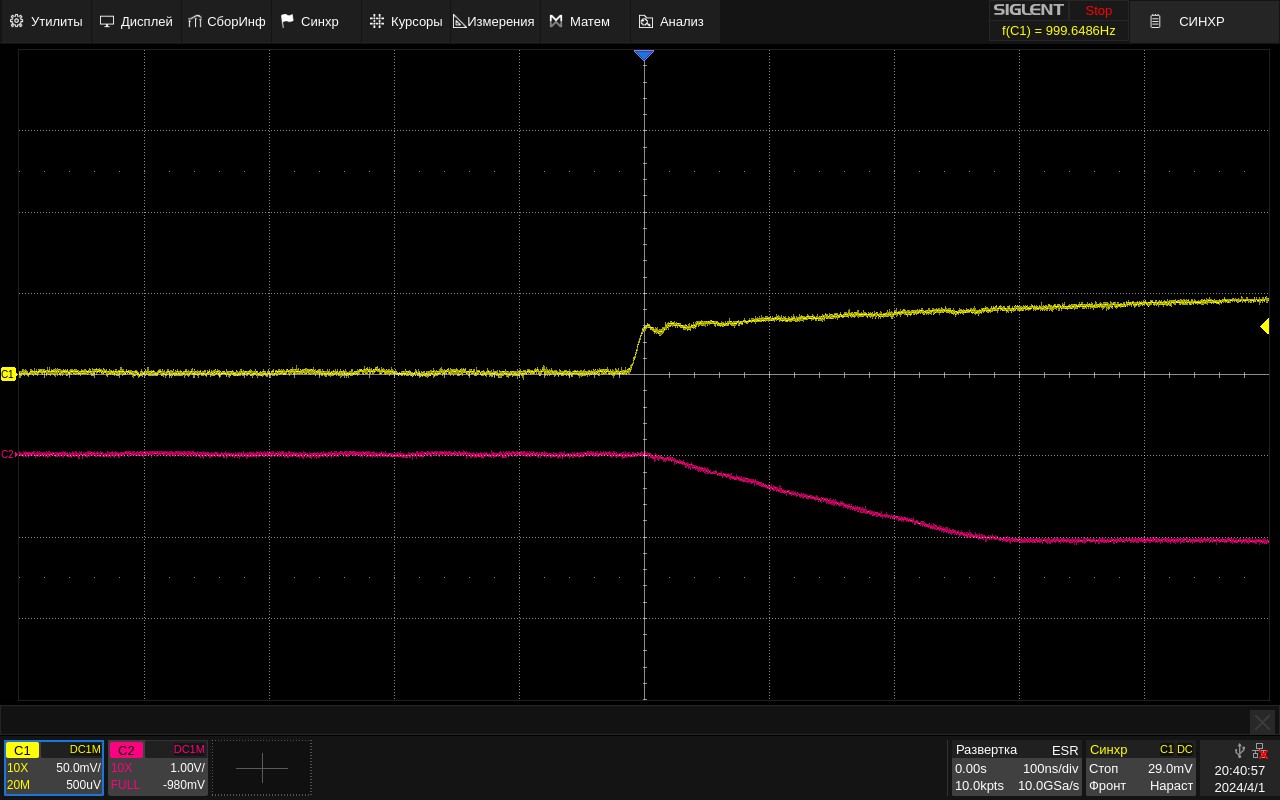 Утилиты Дисплей СборИнф Синхр Курсоры Измерения Матем Анализ SIGLENT Stop СИНХР
f(C1) = 999.6486Hz
C1
C2
C1 DC1M C2 DC1M Развертка ESR Синхр C1 DC
10X 50.0mV/ 10X 1.00V/ 0.00s 100ns/div Стоп 29.0mV 20:40:57
20M 500uV FULL -980mV 10.0kpts 10.0GSa/s Фронт Нараст 2024/4/1